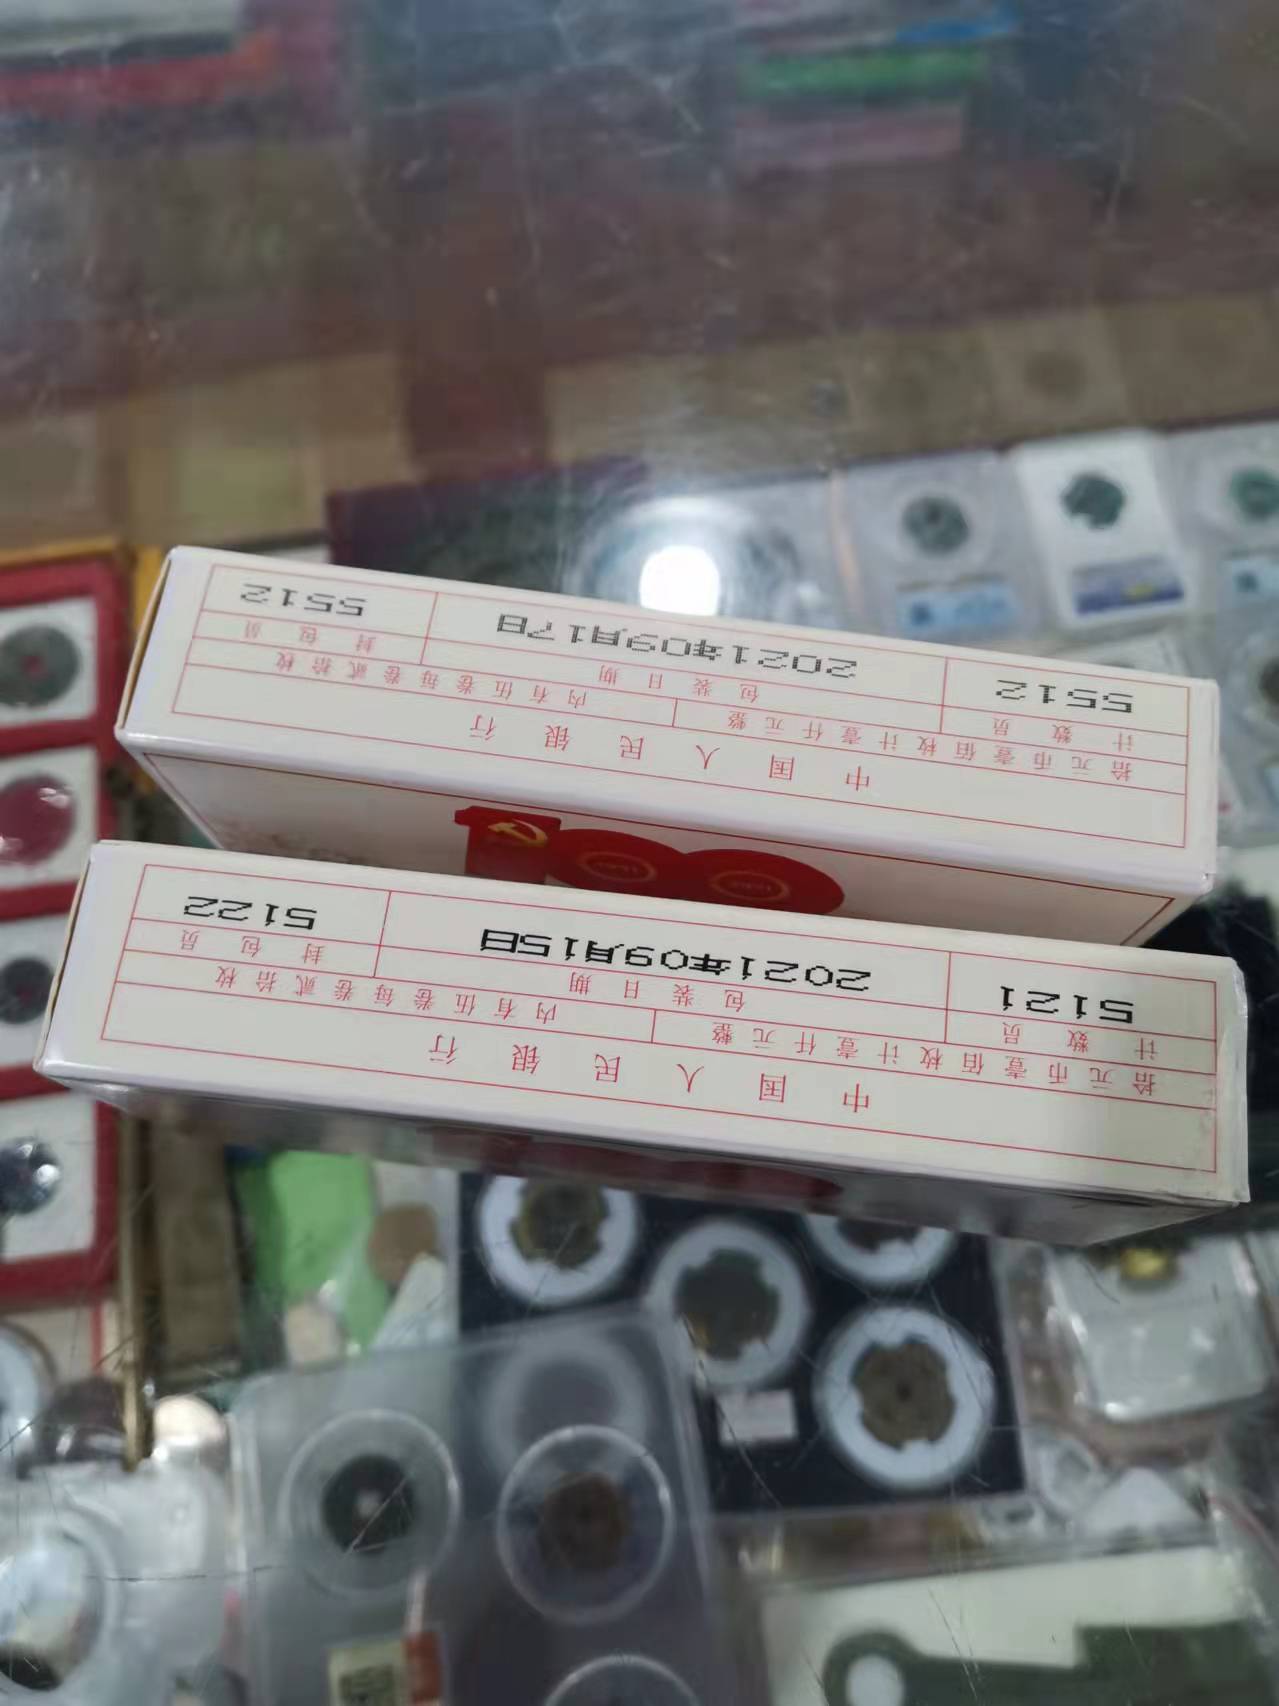 中国人民银行
拾元币壹佰枚计壹仟元整 内有伍卷每卷贰拾枚
计数员 包装日期 封包员
5121 2021年09月15日 5122
中国人民银行
拾元币壹佰枚计壹仟元整 内有伍卷每卷贰拾枚
计数员 包装日期 封包员
5512 2021年09月17日 5512